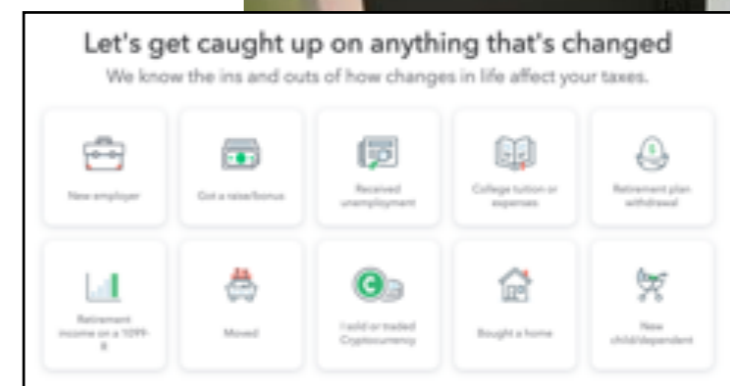 Let's get caught up on anything that's changed
We know the ins and outs of how changes in life affect your taxes.
New employer
Got a raise/bonus
Received
unemployment
College tuition or
expenses
Retirement plan
withdrawal
Retirement
income on a 1099-
R
Moved
I sold or traded
Cryptocurrency
Bought a home
New
child/dependent